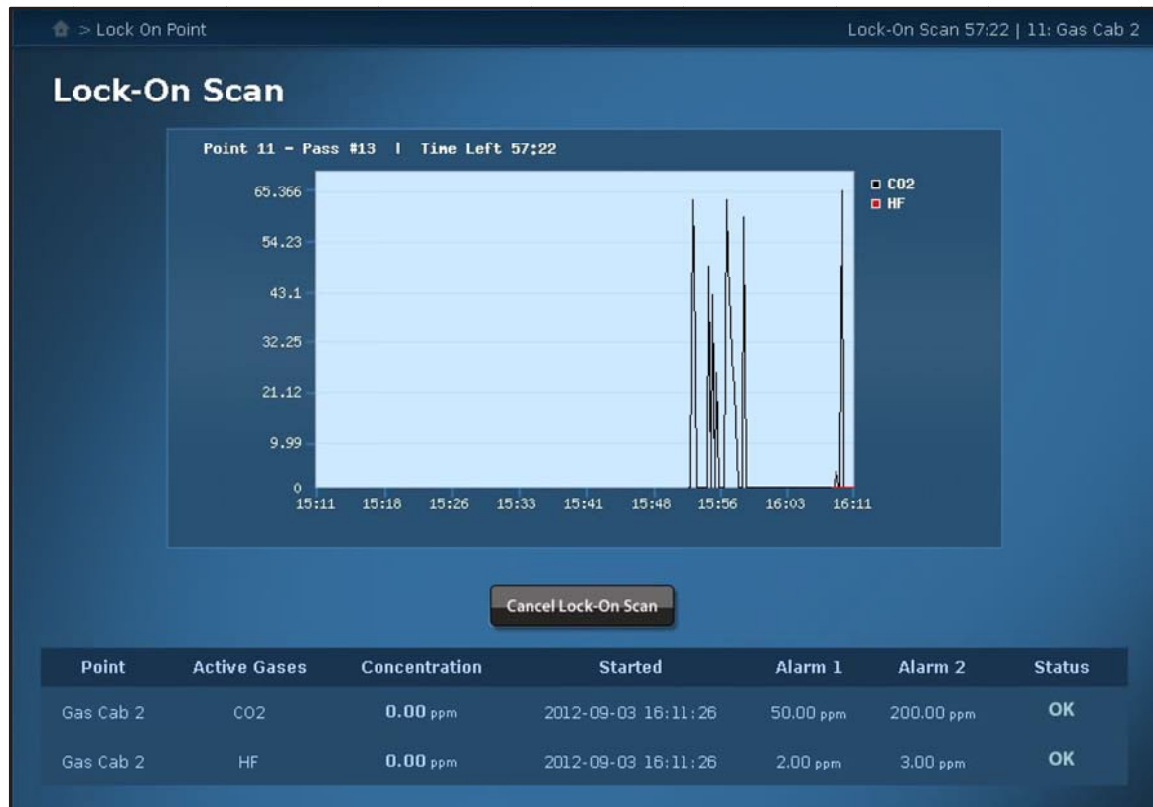 > Lock On Point Lock-On Scan 57:22 | 11: Gas Cab 2
Lock-On Scan
Point 11 - Pass #13 | Time Left 57:22
65.366
54.23
43.1
32.25
21.12
9.99
0
CO2
HF
15:11 15:18 15:26 15:33 15:41 15:48 15:56 16:03 16:11
Cancel Lock-On Scan
Point Active Gases Concentration Started Alarm 1 Alarm 2 Status
Gas Cab 2 CO2 0.00 ppm 2012-09-03 16:11:26 50.00 ppm 200.00 ppm OK
Gas Cab 2 HF 0.00 ppm 2012-09-03 16:11:26 2.00 ppm 3.00 ppm OK